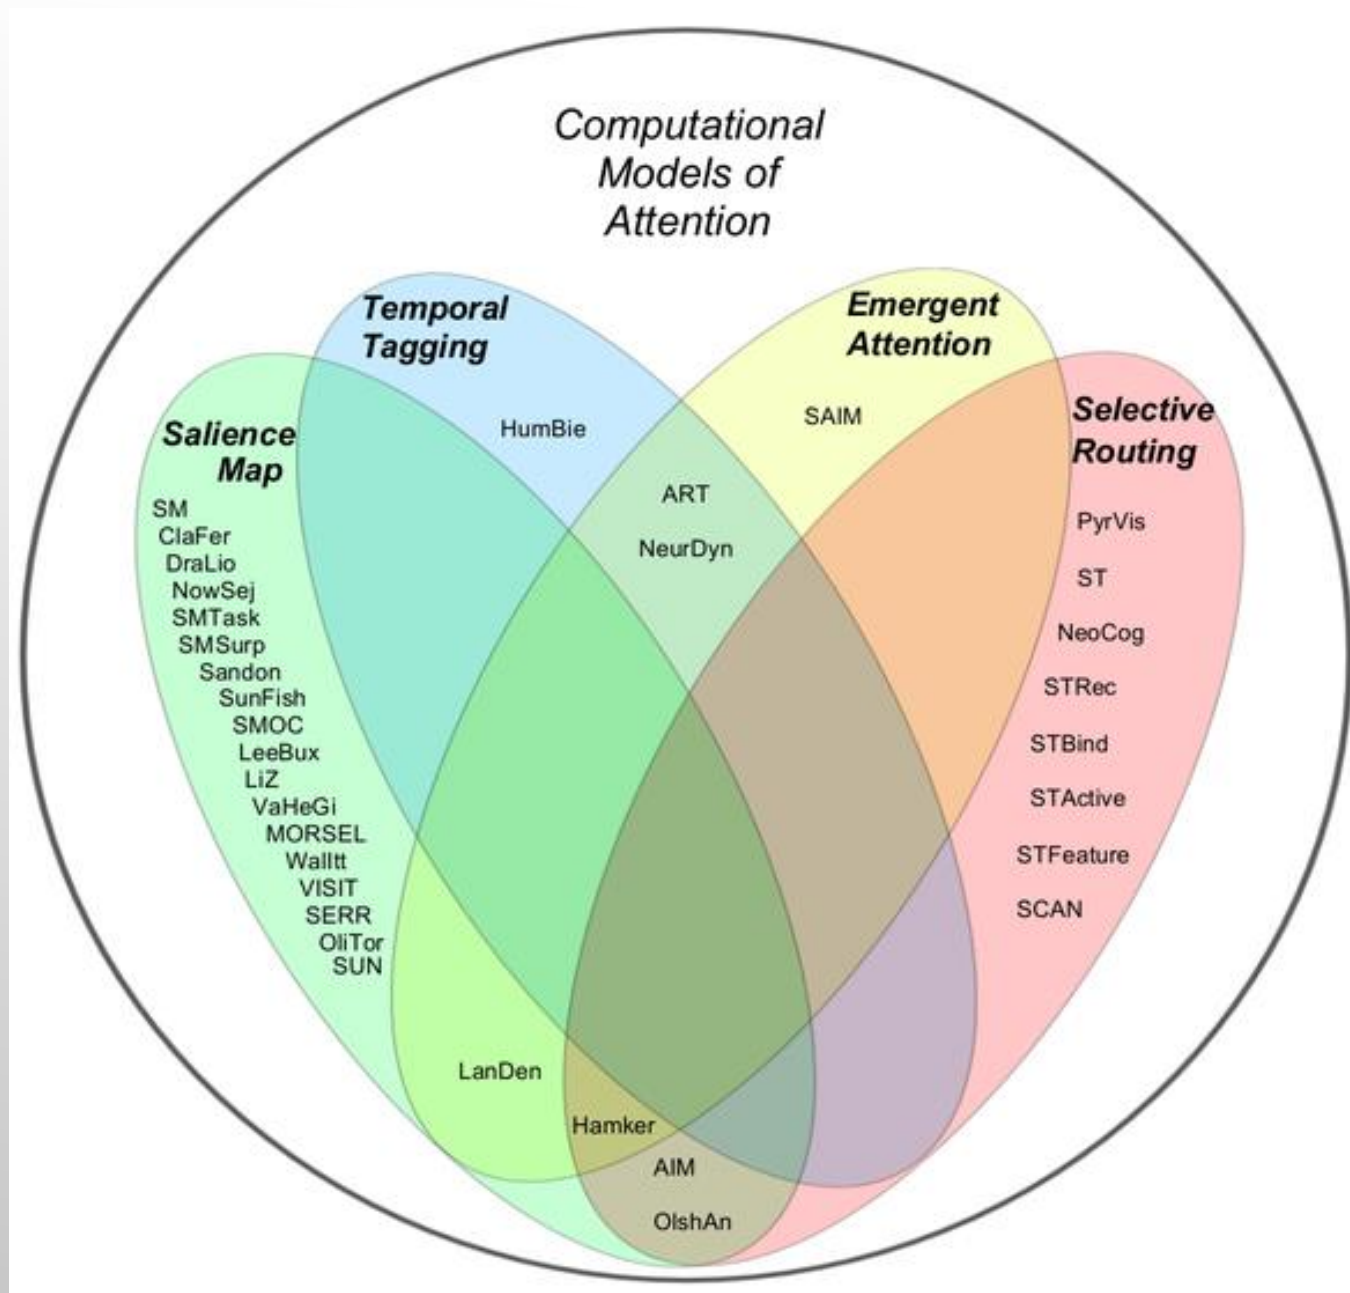 Computational
Models of
Attention
Temporal
Tagging
Emergent
Attention
Salience
Map
Selective
Routing
HumBie
SAIM
ART
NeurDyn
SM
ClaFer
DraLio
NowSej
SMTask
SMSurp
Sandon
SunFish
SMOC
LeeBux
LiZ
VaHeGi
MORSEL
WalItt
VISIT
SERR
OliTor
SUN
PyrVis
ST
NeoCog
STRec
STBind
STActive
STFeature
SCAN
LanDen
Hamker
AIM
OlshAn